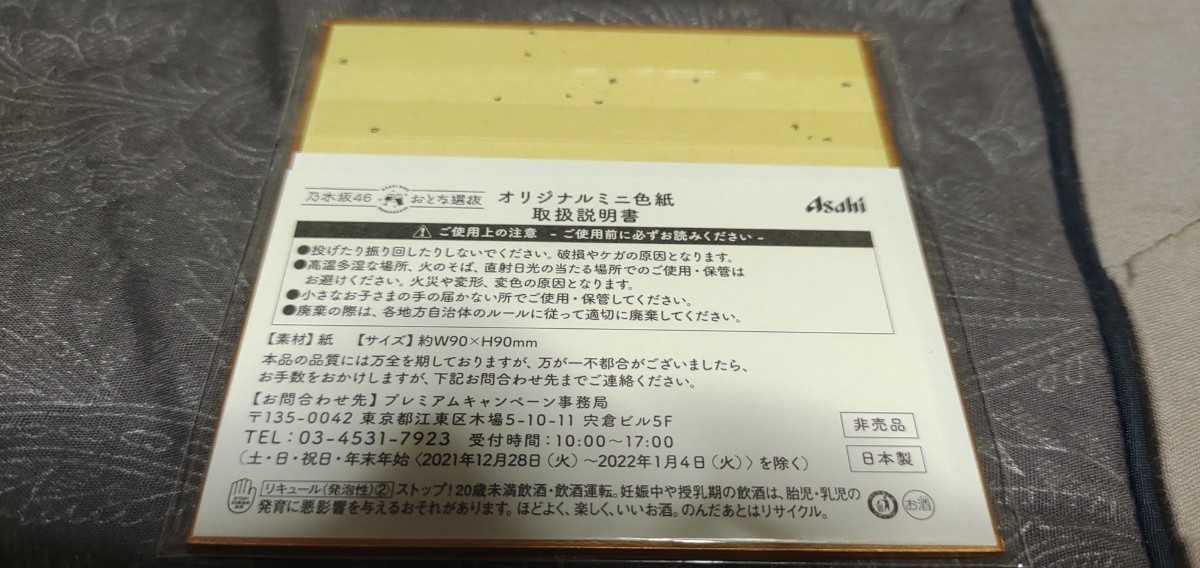 乃木坂46 おとな選抜
オリジナルミニ色紙
取扱説明書
Asahi
ご使用上の注意 - ご使用前に必ずお読みください -
●投げたり振り回したりしないでください。破損やケガの原因となります。
●高温多湿な場所、火のそば、直射日光の当たる場所でのご使用・保管は
お避けください。火災や変形、変色の原因となります。
●小さなお子さまの手の届かない所でご使用・保管してください。
●廃棄の際は、各地方自治体のルールに従って適切に廃棄してください。
【素材】紙 【サイズ】約W90×H90mm
本品の品質には万全を期しておりますが、万が一不都合がございましたら、
お手数をおかけしますが、下記お問合わせ先までご連絡ください。
【お問合わせ先】プレミアムキャンペーン事務局
〒135-0042 東京都江東区木場5-10-11 宍倉ビル5F
TEL:03-4531-7923 受付時間:10:00〜17:00
(土・日・祝日・年末年始〈2021年12月28日(火)〜2022年1月4日(火)〉を除く)
非売品
日本製
リキュール(発泡性)② ストップ!20歳未満飲酒・飲酒運転。妊娠中や授乳期の飲酒は、胎児・乳児の
発育に悪影響を与えるおそれがあります。ほどよく、楽しく、いいお酒。のんだあとはリサイクル。
お酒